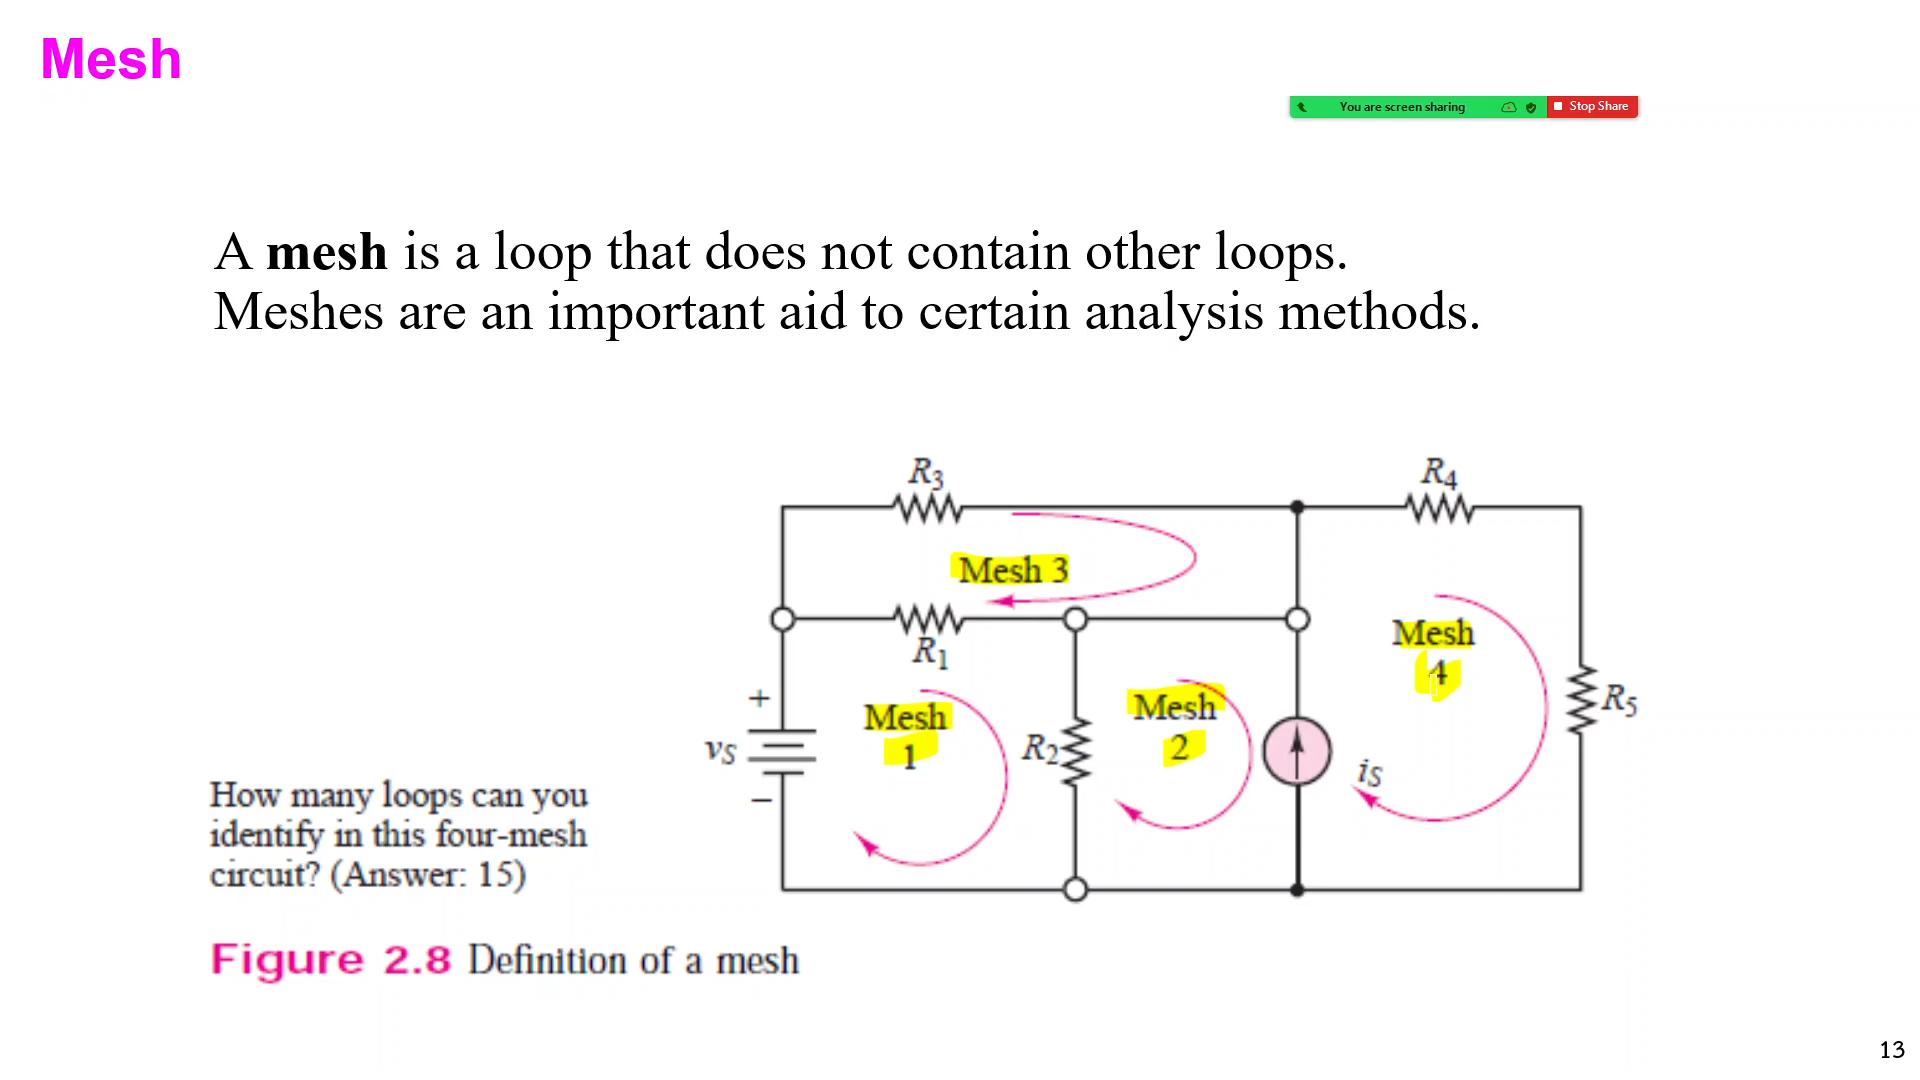 Mesh
You are screen sharing
Stop Share
A mesh is a loop that does not contain other loops.
Meshes are an important aid to certain analysis methods.
R3
R4
Mesh 3
R1
Mesh
4
R5
+
Mesh
1
Mesh
2
vS
R2
iS
−
How many loops can you
identify in this four-mesh
circuit? (Answer: 15)
Figure 2.8 Definition of a mesh
13